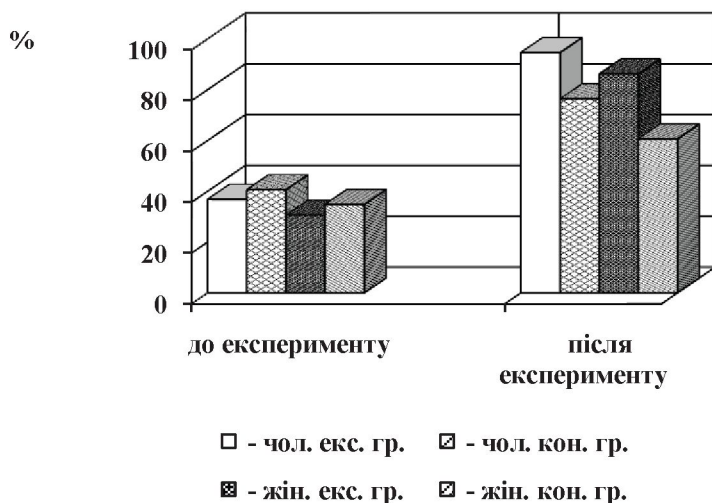 %
100
80
60
40
20
0
до експерименту
після
експерименту
- чол. екс. гр. - чол. кон. гр.
- жін. екс. гр. - жін. кон. гр.